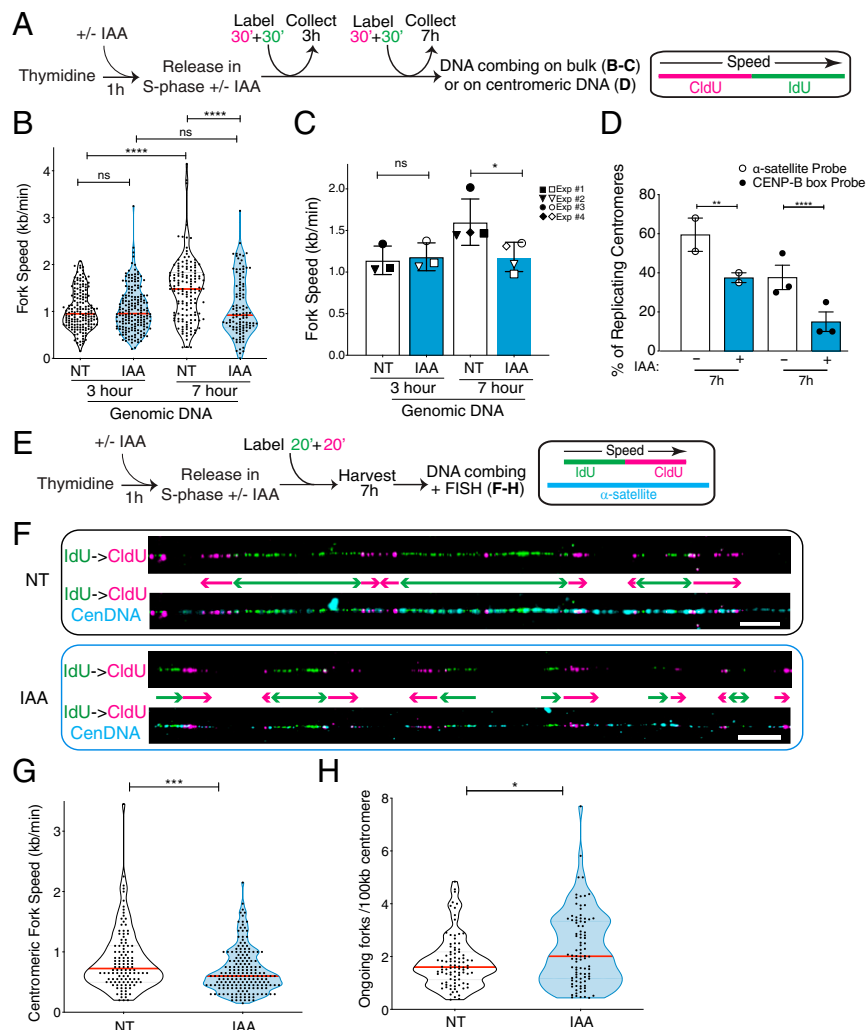 A
+/- IAA
Thymidine
1h
Release in
S-phase +/- IAA
Label
30'+30'
Collect
3h
Label
30'+30'
Collect
7h
DNA combing on bulk (B-C)
or on centromeric DNA (D)
Speed
CldU
IdU
B
Fork Speed (kb/min)
4
3
2
1
0
ns
****
ns
****
NT
IAA
NT
IAA
3 hour
7 hour
Genomic DNA
C
Fork Speed (kb/min)
2.0
1.5
1.0
0.5
0.0
ns
*
Exp #1
Exp #2
Exp #3
Exp #4
NT
IAA
NT
IAA
3 hour
7 hour
Genomic DNA
D
α-satellite Probe
CENP-B box Probe
% of Replicating Centromeres
80
60
40
20
0
**
****
IAA:
–
+
–
+
7h
7h
E
+/- IAA
Thymidine
1h
Release in
S-phase +/- IAA
Label 20'+20'
Harvest
7h
DNA combing
+ FISH (F-H)
Speed
IdU
CldU
α-satellite
F
NT
IdU->CldU
IdU->CldU
CenDNA
IAA
IdU->CldU
IdU->CldU
CenDNA
G
Centromeric Fork Speed (kb/min)
3
2
1
0
***
NT
IAA
H
Ongoing forks /100kb centromere
8
6
4
2
0
*
NT
IAA